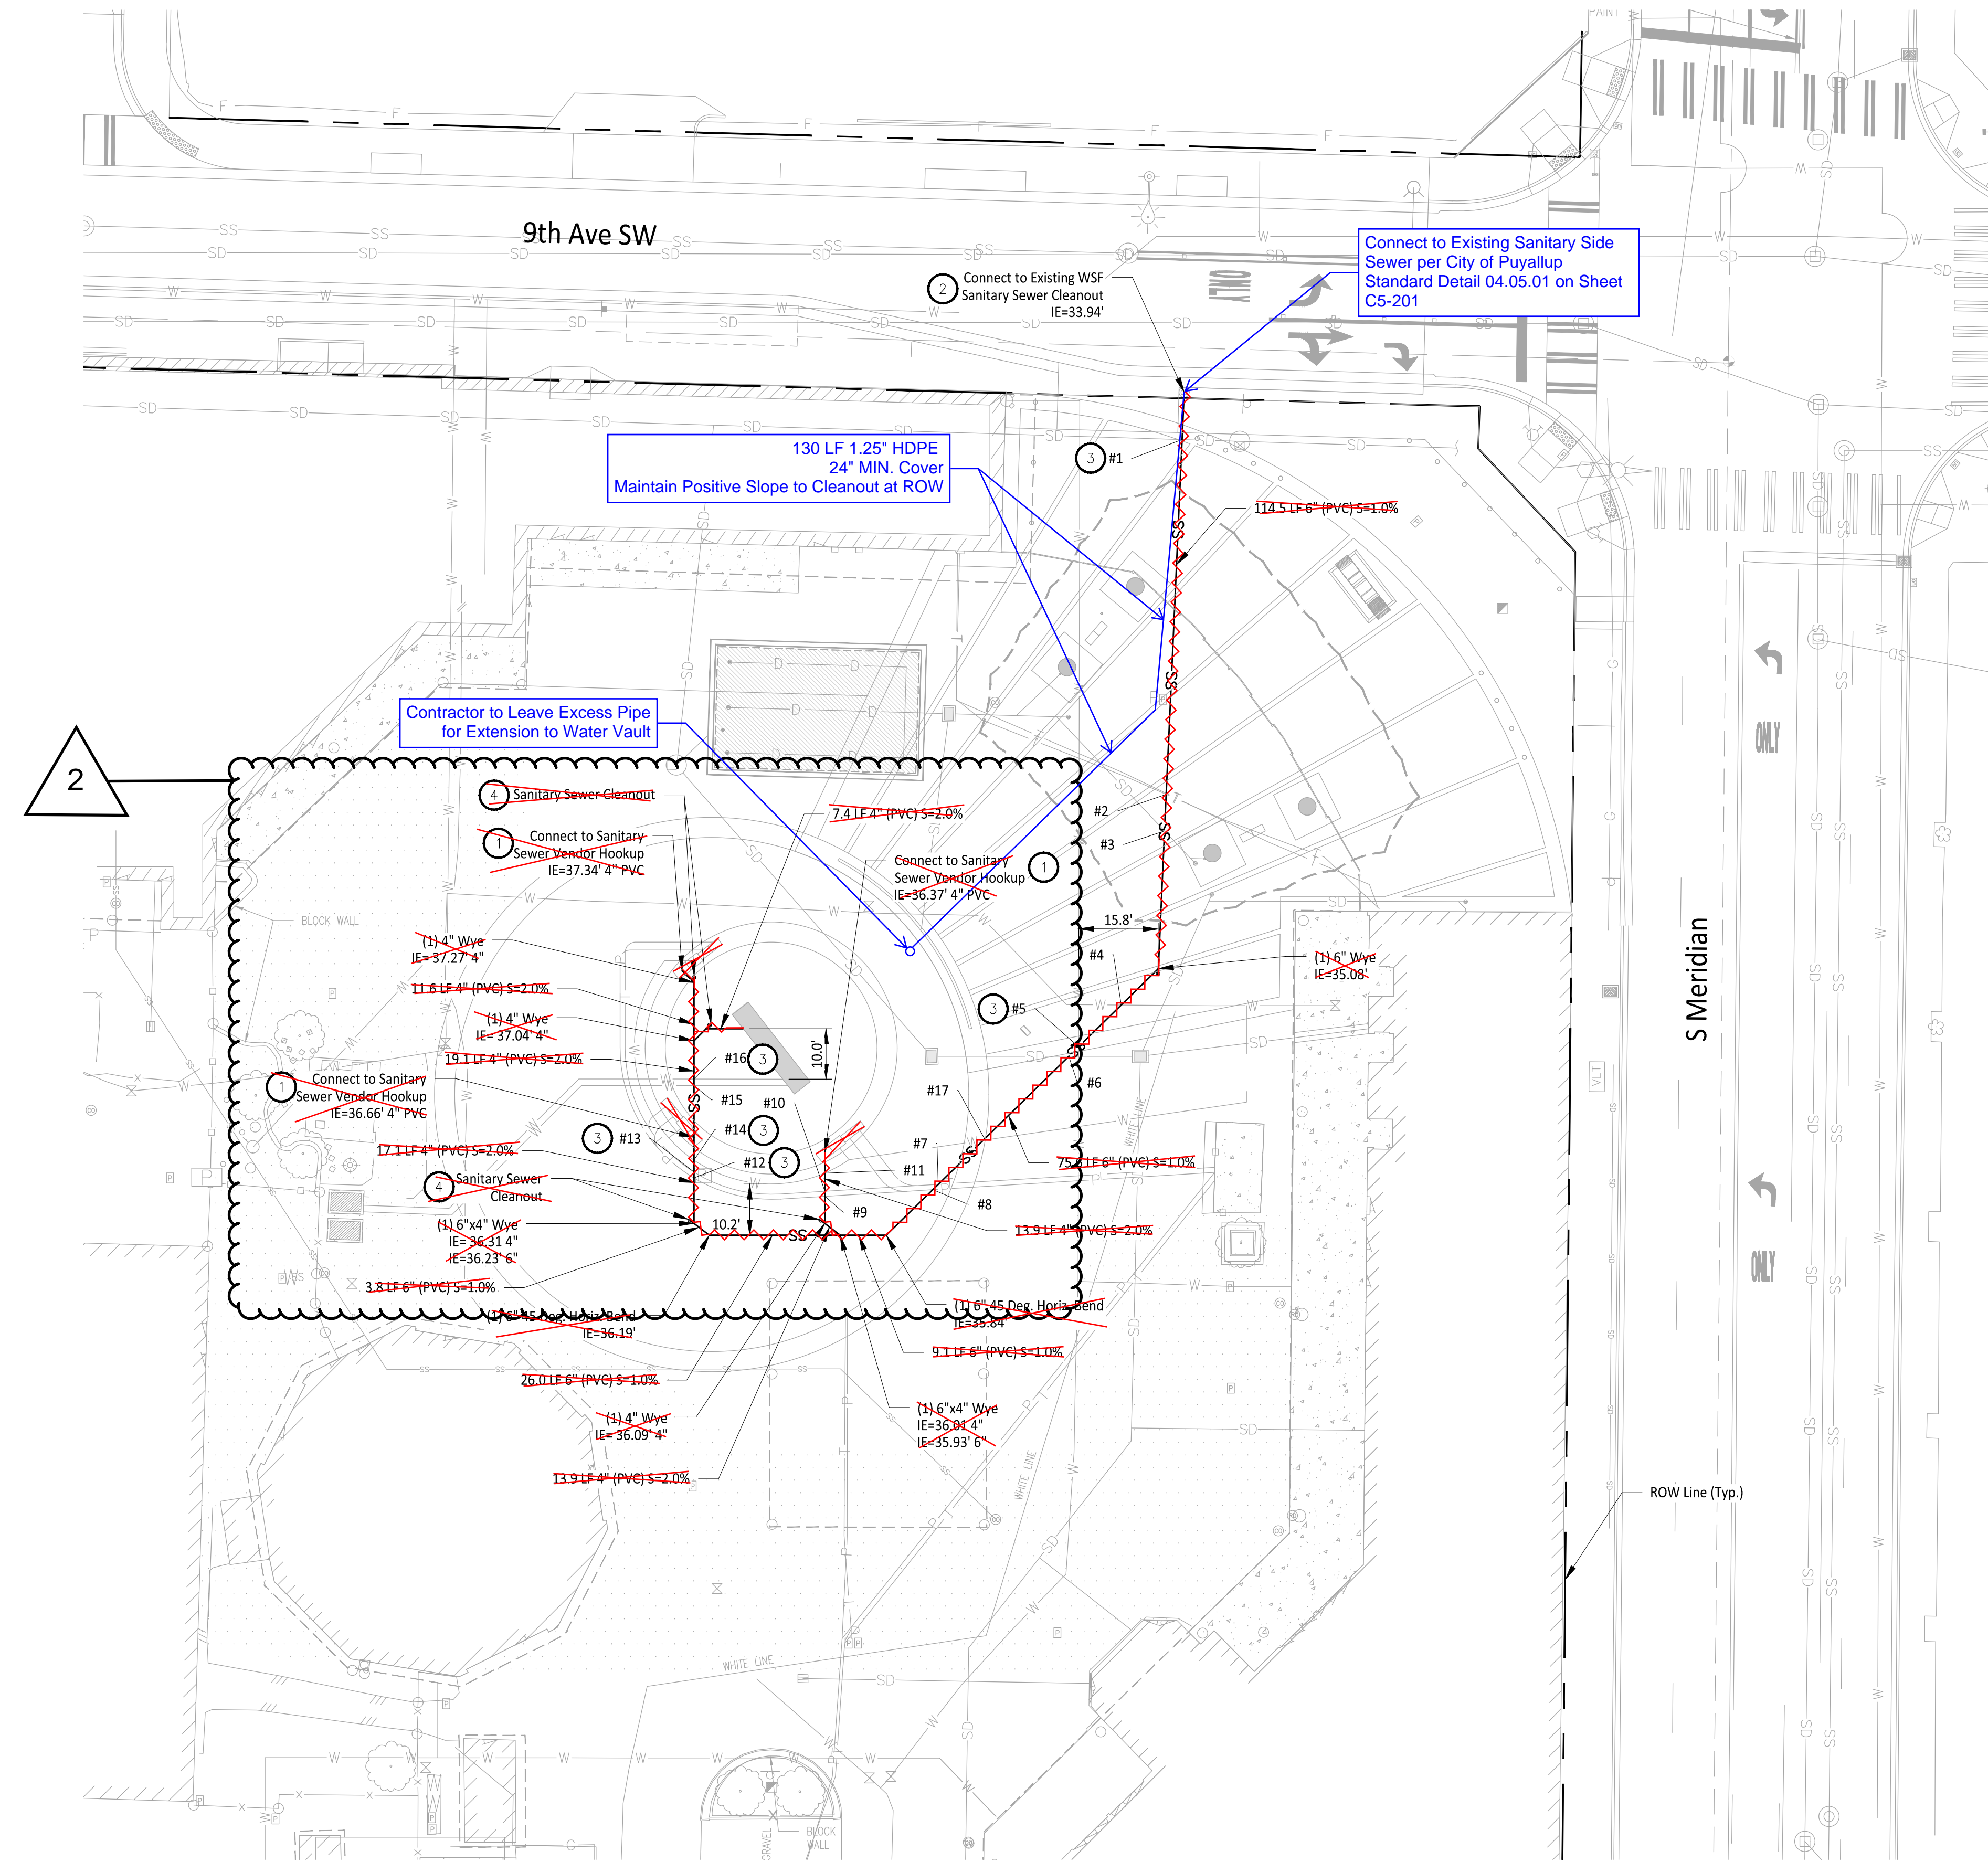 PAINT
9th Ave SW
2
Connect to Existing WSF
Sanitary Sewer Cleanout
IE=33.94'
Connect to Existing Sanitary Side
Sewer per City of Puyallup
Standard Detail 04.05.01 on Sheet
C5-201
ONLY
130 LF 1.25" HDPE
24" MIN. Cover
Maintain Positive Slope to Cleanout at ROW
3
#1
114.5 LF 6" (PVC) S=1.0%
Contractor to Leave Excess Pipe
for Extension to Water Vault
ONLY
2
4
Sanitary Sewer Cleanout
7.4 LF 4" (PVC) S=2.0%
#2
#3
1
Connect to Sanitary
Sewer Vendor Hookup
IE=37.34' 4" PVC
Connect to Sanitary
Sewer Vendor Hookup
IE=36.37' 4" PVC
1
BLOCK WALL
15.8'
(1) 4" Wye
IE= 37.27' 4"
#4
(1) 6" Wye
IE=35.08'
11.6 LF 4" (PVC) S=2.0%
3
#5
S Meridian
(1) 4" Wye
IE= 37.04' 4"
19.1 LF 4" (PVC) S=2.0%
#16
3
10.0'
#6
VLT
1
Connect to Sanitary
Sewer Vendor Hookup
IE=36.66' 4" PVC
#15
#10
#17
3
#13
#14
3
WHITE LINE
17.1 LF 4" (PVC) S=2.0%
#12
3
#7
#11
75.6 LF 6" (PVC) S=1.0%
4
Sanitary Sewer
Cleanout
#9
#8
(1) 6"x4" Wye
IE= 36.31 4"
IE=36.23' 6"
10.2'
13.9 LF 4" (PVC) S=2.0%
ONLY
3.8 LF 6" (PVC) S=1.0%
(1) 6" 45 Deg. Horiz. Bend
IE=36.19'
(1) 6" 45 Deg. Horiz. Bend
IE=35.84'
9.1 LF 6" (PVC) S=1.0%
26.0 LF 6" (PVC) S=1.0%
(1) 4" Wye
IE= 36.09' 4"
(1) 6"x4" Wye
IE=36.01 4"
IE=35.93' 6"
13.9 LF 4" (PVC) S=2.0%
WHITE LINE
ROW Line (Typ.)
WHITE LINE
GRAVEL
BLOCK
WALL